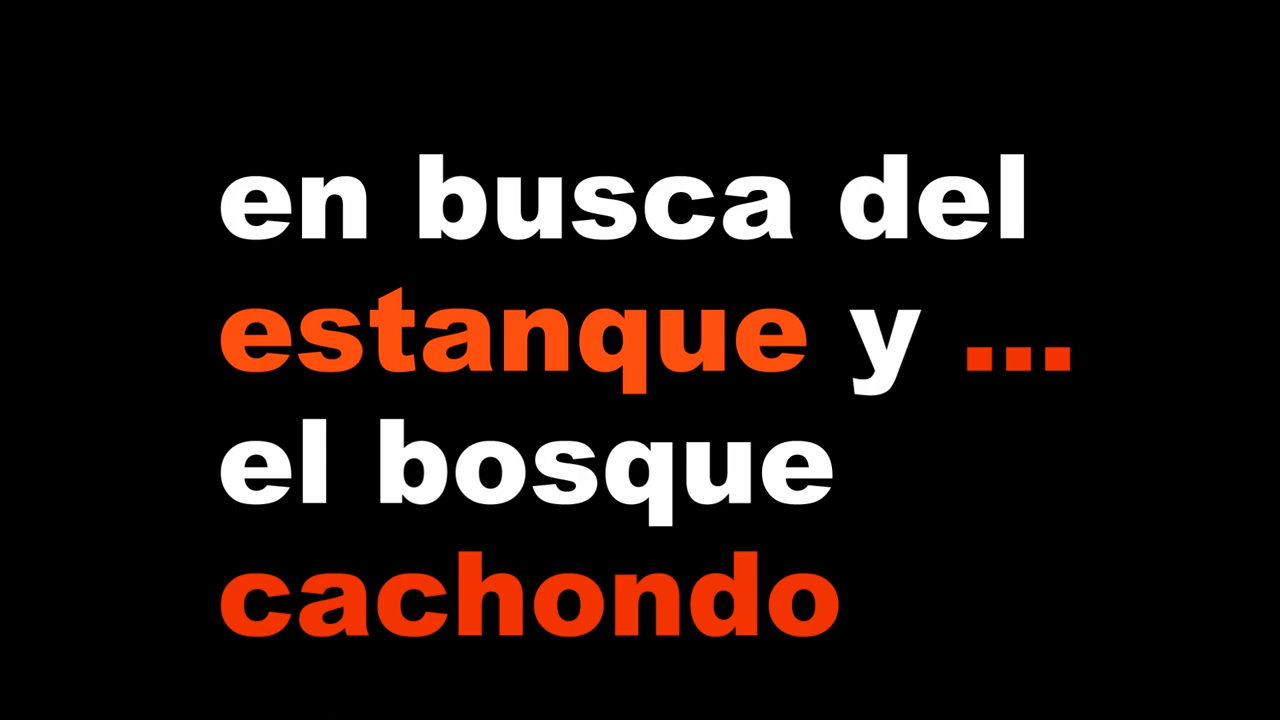 en busca del
estanque y ...
el bosque
cachondo